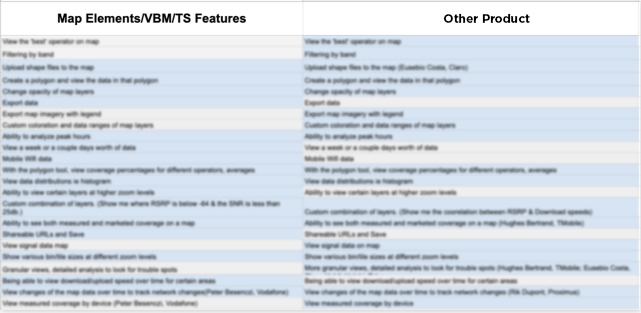 Map Elements/VBM/TS Features
Other Product
View the 'best' operator on map
View the 'best' operator on map
Filtering by band
Filtering by band
Upload shape files to the map
Upload shape files to the map (Eusebio Costa, Claro)
Create a polygon and view the data in that polygon
Create a polygon and view the data in that polygon
Change opacity of map layers
Change opacity of map layers
Export data
Export data
Export map imagery with legend
Export map imagery with legend
Custom coloration and data ranges of map layers
Custom coloration and data ranges of map layers
Ability to analyze peak hours
Ability to analyze peak hours
View a week or a couple days worth of data
View a week or a couple days worth of data
Mobile Wifi data
Mobile Wifi data
With the polygon tool, view coverage percentages for different operators, averages
With the polygon tool, view coverage percentages for different operators, averages
View data distributions ie histogram
View data distributions ie histogram
Ability to view certain layers at higher zoom levels
Ability to view certain layers at higher zoom levels
Custom combination of layers. (Show me where RSRP is below -84 & the SNR is less than
25db.)
Custom combination of layers. (Show me the correlation between RSRP & Download speeds)
Ability to see both measured and marketed coverage on a map
Ability to see both measured and marketed coverage on a map (Hughes Bertrand, TMobile)
Shareable URLs and Save
Shareable URLs and Save
View signal data map
View signal data on map
Show various bin/tile sizes at different zoom levels
Show various bin/tile sizes at different zoom levels
Granular views, detailed analysis to look for trouble spots
More granular views, detailed analysis to look for trouble spots (Hughes Bertrand, TMobile; Eusebio Costa,
Being able to view download/upload speed over time for certain areas
Being able to view download/upload speed over time for certain areas
View changes of the map data over time to track network changes(Peter Besenczi, Vodafone)
View changes of the map data over time to track network changes (Rik Dupont, Proximus)
View measured coverage by device (Peter Besenczi, Vodafone)
View measured coverage by device